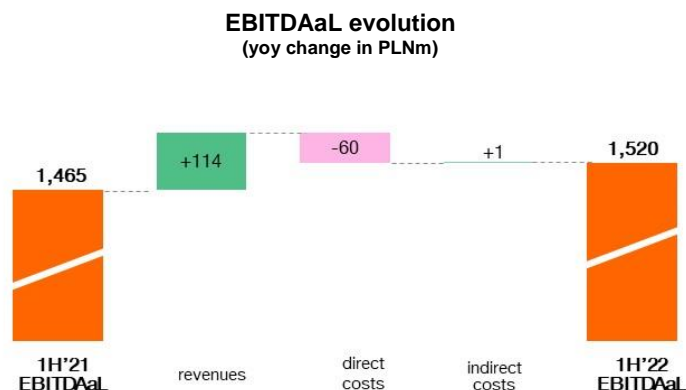 EBITDAaL evolution
(yoy change in PLNm)
1,465
+114
-60
+1
1,520
1H'21
EBITDAaL
revenues
direct
costs
indirect
costs
1H'22
EBITDAaL